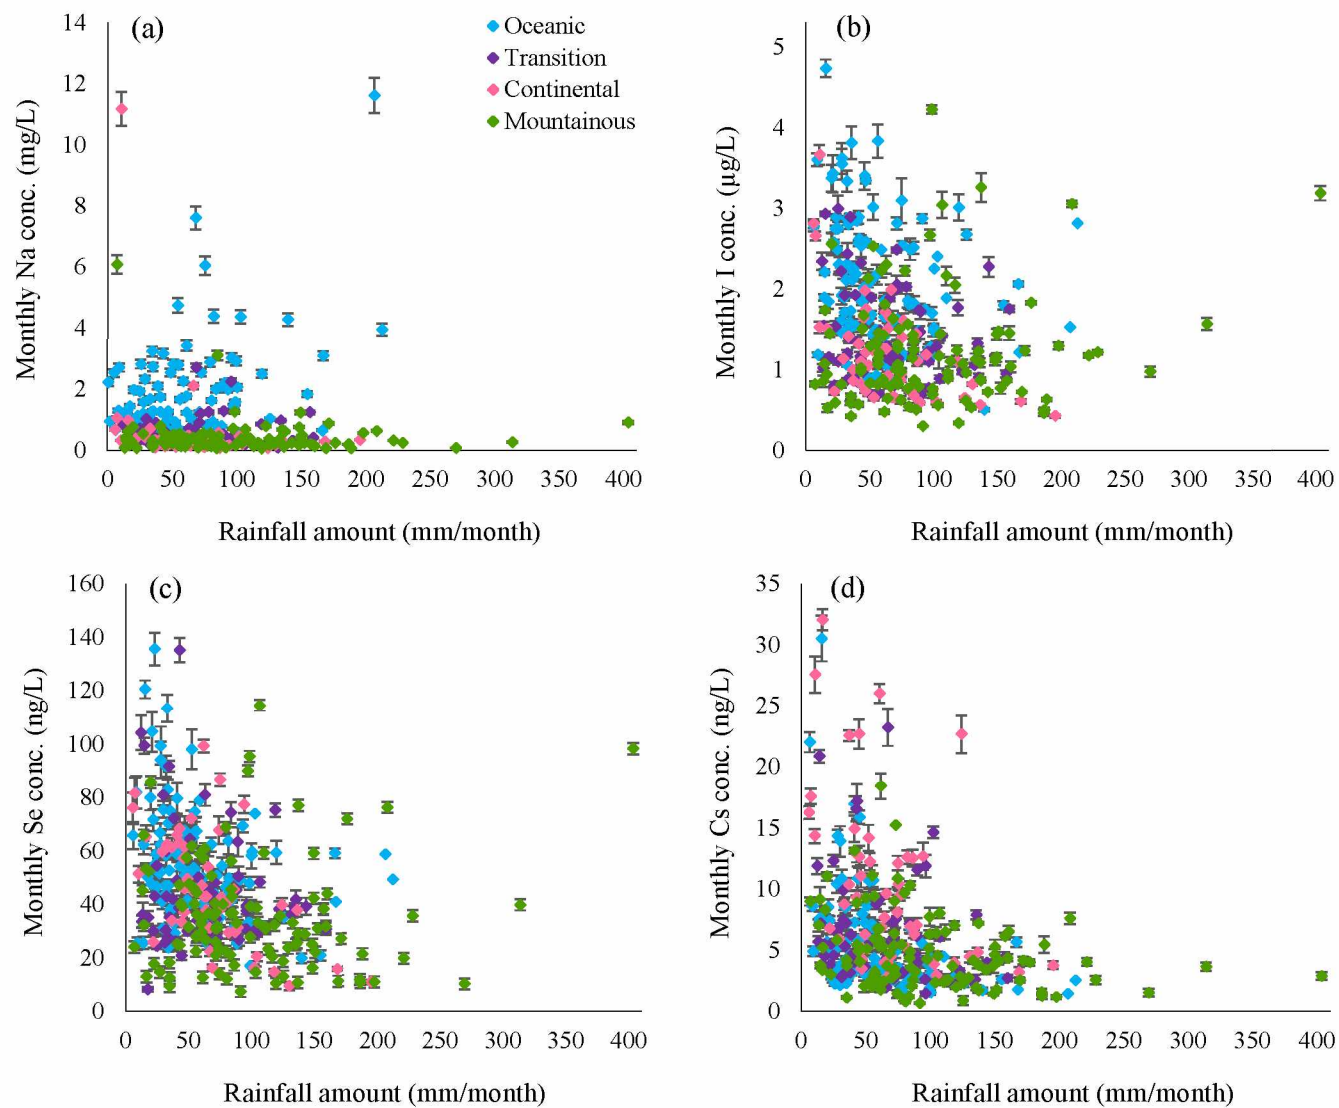 (a)
Oceanic
Transition
Continental
Mountainous
Monthly Na conc. (mg/L)
14
12
10
8
6
4
2
0
0 50 100 150 200 250 300 350 400
Rainfall amount (mm/month)
(b)
Monthly I conc. (µg/L)
5
4
3
2
1
0
0 50 100 150 200 250 300 350 400
Rainfall amount (mm/month)
(c)
Monthly Se conc. (ng/L)
160
140
120
100
80
60
40
20
0
0 50 100 150 200 250 300 350 400
Rainfall amount (mm/month)
(d)
Monthly Cs conc. (ng/L)
35
30
25
20
15
10
5
0
0 50 100 150 200 250 300 350 400
Rainfall amount (mm/month)